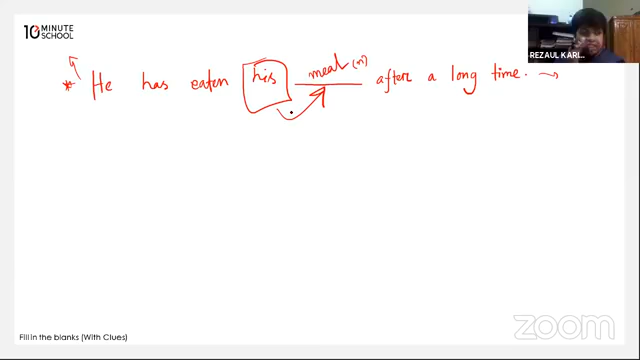 10 MINUTE SCHOOL
* He has eaten his meal (n) after a long time.
REZAUL KARI...
Fill in the blanks (With Clues)
zoom